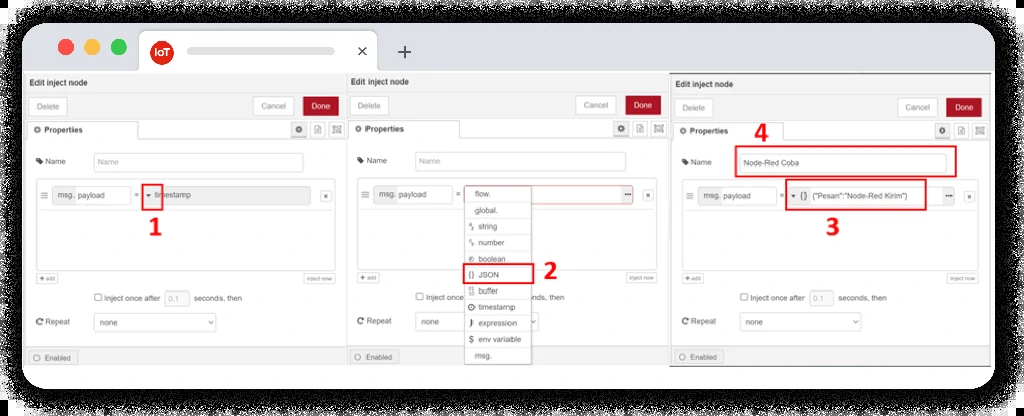 IoT
Edit inject node
Delete
Cancel
Done
Properties
Name
Name
msg. payload
=
timestamp
1
add
inject now
Inject once after
0.1
seconds, then
Repeat
none
Enabled
Edit inject node
Delete
Cancel
Done
Properties
Name
Name
msg. payload
=
flow.
global.
string
number
boolean
{} JSON
2
buffer
timestamp
expression
$ env variable
msg.
+ add
inject now
Inject once
nds, then
Repeat
none
Enabled
Edit inject node
Delete
Cancel
Done
Properties
4
Name
Node-Red Coba
msg. payload
=
{} {"Pesan":"Node-Red Kirim"}
3
+ add
inject now
Inject once after
0.1
seconds, then
Repeat
none
Enabled